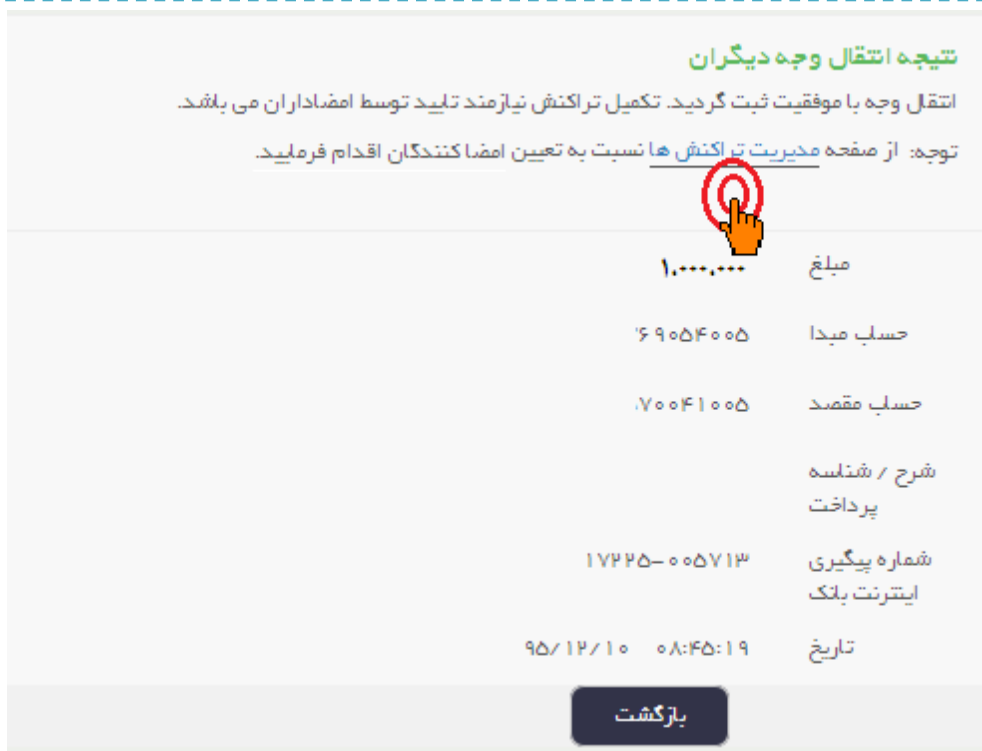 نتیجه انتقال وجه دیگران
انتقال وجه با موفقیت ثبت گردید. تکمیل تراکنش نیازمند تایید توسط امضاداران می باشد.
توجه: از صفحه مدیریت تراکنش ها نسبت به تعیین امضا کنندگان اقدام فرمایید.
مبلغ ۱,۰۰۰,۰۰۰
حساب مبدا ۶۹۰۵۴۰۰۵
حساب مقصد ۷۰۰۴۱۰۰۵
شرح / شناسه
پرداخت
شماره پیگیری ۱۷۲۲۵-۰۰۵۷۱۳
اینترنت بانک
تاریخ ۹۵/۱۲/۱۰ ۰۸:۴۵:۱۹
بازگشت